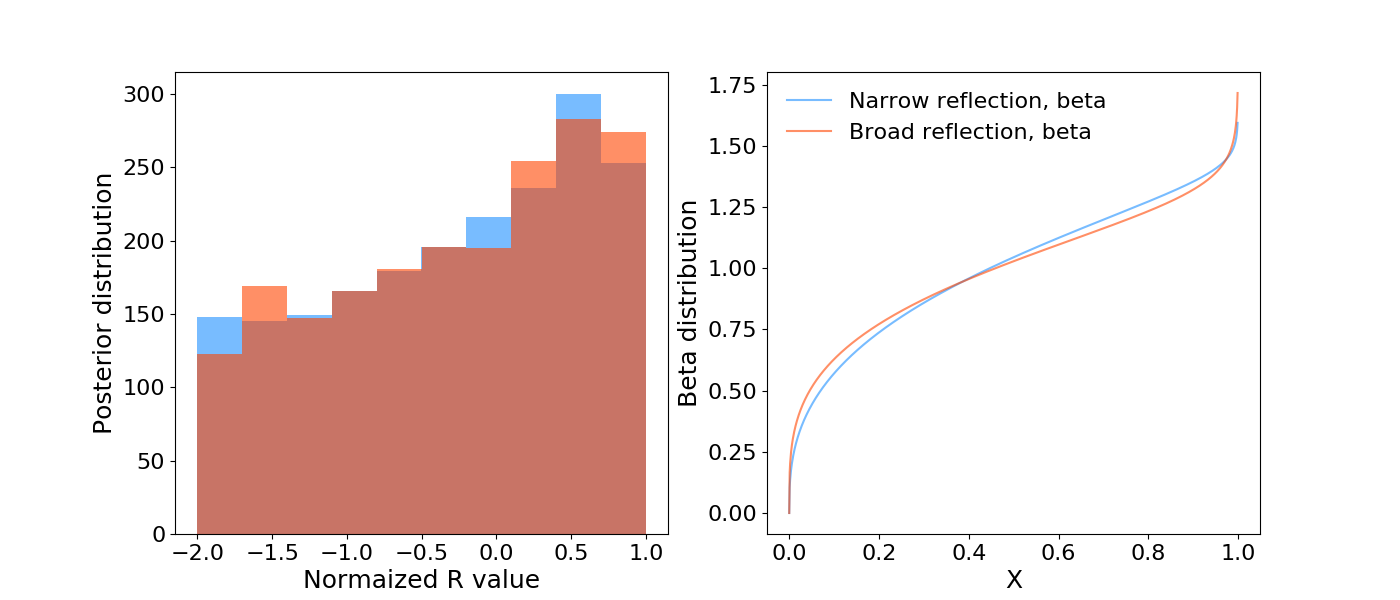 300
250
200
150
100
50
0
Posterior distribution
−2.0 −1.5 −1.0 −0.5 0.0 0.5 1.0
Normaized R value
1.75
1.50
1.25
1.00
0.75
0.50
0.25
0.00
Beta distribution
Narrow reflection, beta
Broad reflection, beta
0.0 0.2 0.4 0.6 0.8 1.0
X